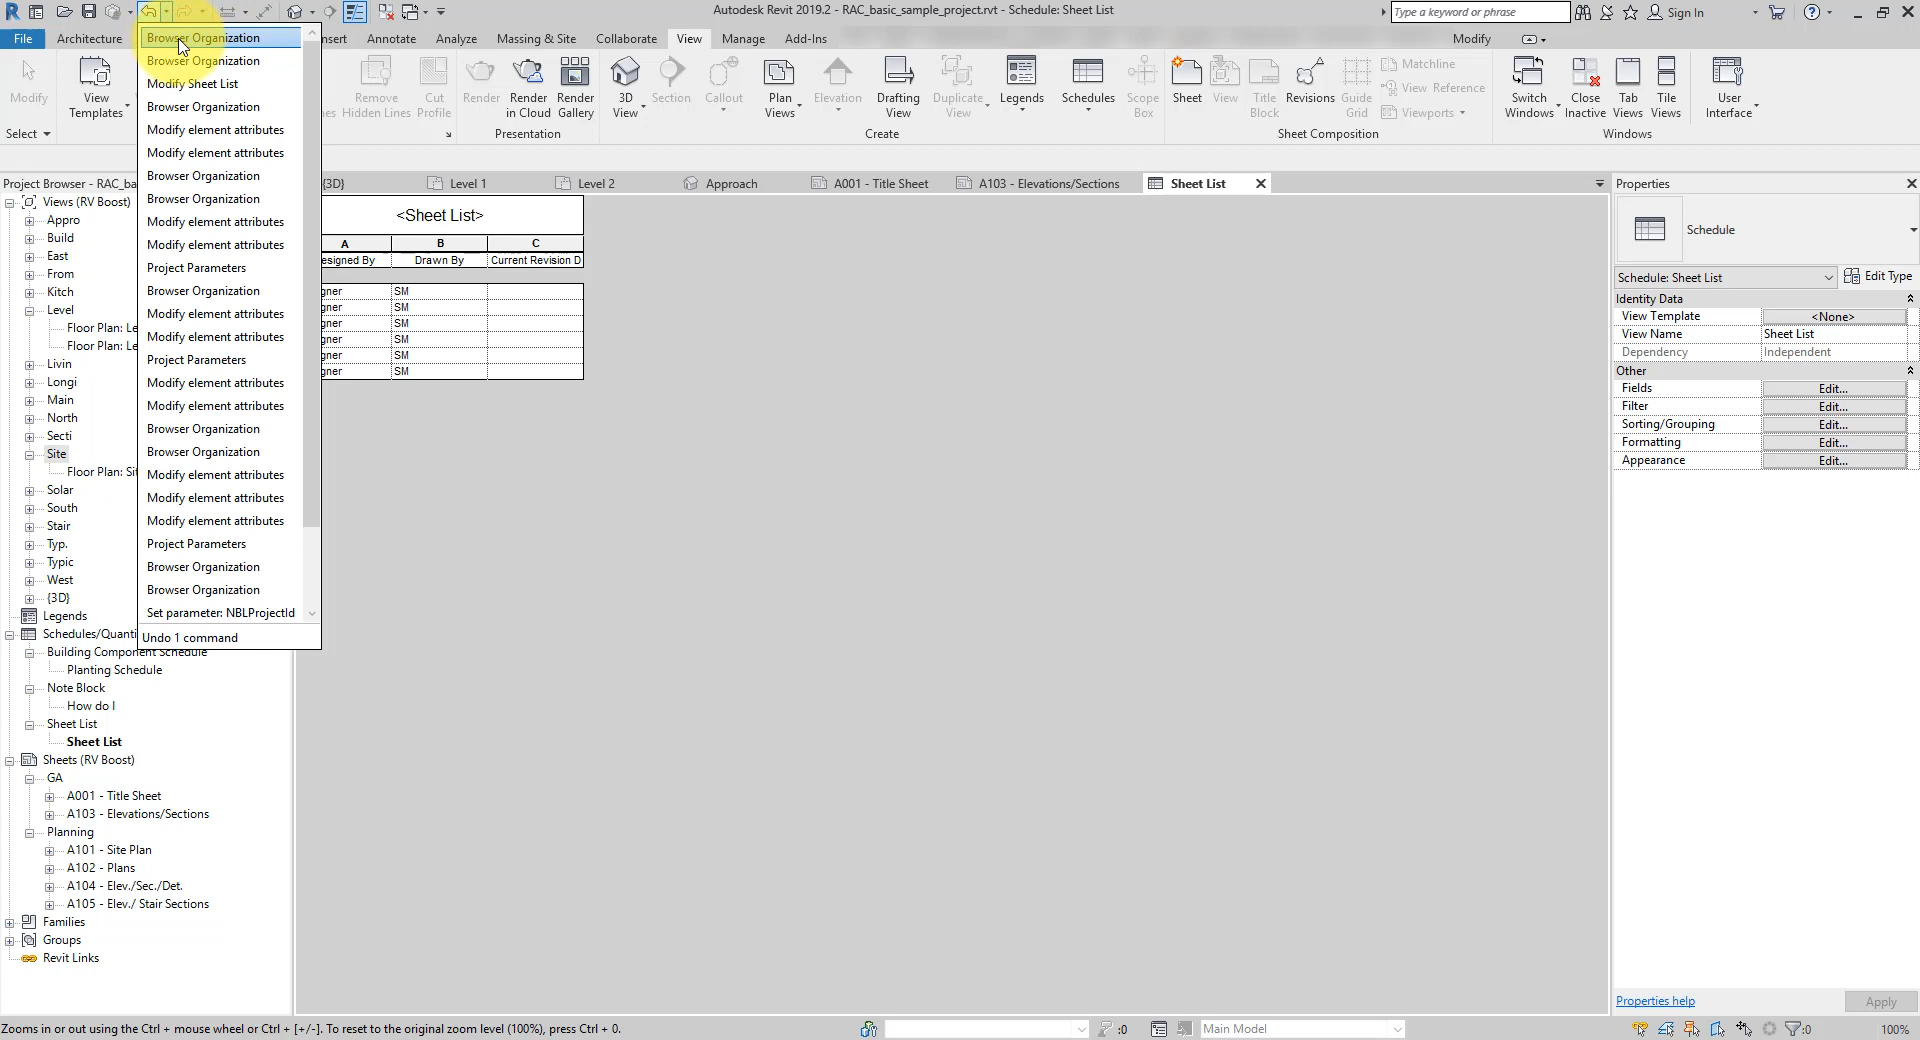 Autodesk Revit 2019.2 - RAC_basic_sample_project.rvt - Schedule: Sheet List
Type a keyword or phrase
Sign In
File
Architecture
nsert
Annotate
Analyze
Massing & Site
Collaborate
View
Manage
Add-Ins
Modify
Modify
View
Templates
Remove
Hidden Lines
Cut
Profile
Render
Render
in Cloud
Render
Gallery
3D
View
Section
Callout
Plan
Views
Elevation
Drafting
View
Duplicate
View
Legends
Schedules
Scope
Box
Sheet
View
Title
Block
Revisions
Guide
Grid
Matchline
View Reference
Viewports
Switch
Windows
Close
Inactive
Tab
Views
Tile
Views
User
Interface
Select
Presentation
Create
Sheet Composition
Windows
Browser Organization
Browser Organization
Modify Sheet List
Browser Organization
Modify element attributes
Modify element attributes
Browser Organization
Browser Organization
Modify element attributes
Modify element attributes
Project Parameters
Browser Organization
Modify element attributes
Modify element attributes
Project Parameters
Modify element attributes
Modify element attributes
Browser Organization
Browser Organization
Modify element attributes
Modify element attributes
Modify element attributes
Project Parameters
Browser Organization
Browser Organization
Set parameter: NBLProjectId
Undo 1 command
Project Browser - RAC_ba
Views (RV Boost)
Appro
Build
East
From
Kitch
Level
Floor Plan: Le
Floor Plan: Le
Livin
Longi
Main
North
Secti
Site
Floor Plan: Sit
Solar
South
Stair
Typ.
Typic
West
{3D}
Legends
Schedules/Quanti
Building Component Schedule
Planting Schedule
Note Block
How do I
Sheet List
Sheet List
Sheets (RV Boost)
GA
A001 - Title Sheet
A103 - Elevations/Sections
Planning
A101 - Site Plan
A102 - Plans
A104 - Elev./Sec./Det.
A105 - Elev./ Stair Sections
Families
Groups
Revit Links
{3D}
Level 1
Level 2
Approach
A001 - Title Sheet
A103 - Elevations/Sections
Sheet List
<Sheet List>
A B C
esigned By Drawn By Current Revision D
gner SM
gner SM
gner SM
gner SM
gner SM
gner SM
Properties
Schedule
Schedule: Sheet List
Edit Type
Identity Data
View Template <None>
View Name Sheet List
Dependency Independent
Other
Fields Edit...
Filter Edit...
Sorting/Grouping Edit...
Formatting Edit...
Appearance Edit...
Properties help
Apply
Zooms in or out using the Ctrl + mouse wheel or Ctrl + [+/-]. To reset to the original zoom level (100%), press Ctrl + 0.
:0
Main Model
:0
100%